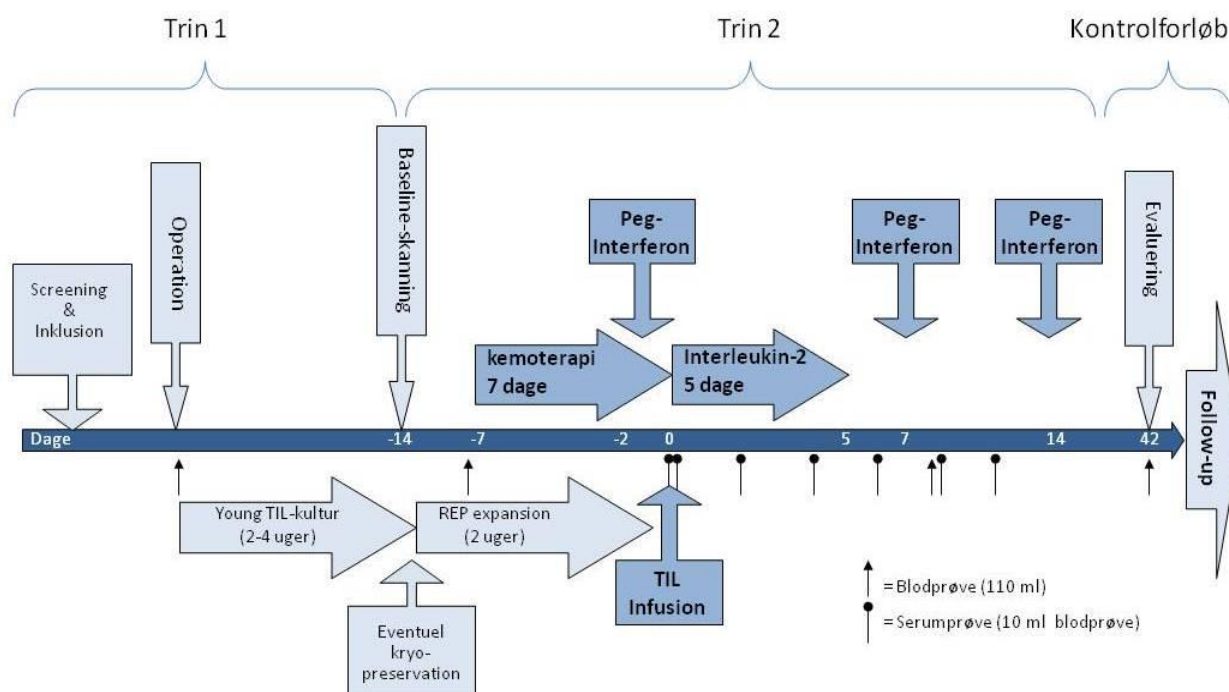 Trin 1
Trin 2
Kontrolforløb
Screening
&
Inklusion
Operation
Baseline-skanning
Peg-
Interferon
Peg-
Interferon
Peg-
Interferon
Evaluering
kemoterapi
7 dage
Interleukin-2
5 dage
Follow-up
Dage -14 -7 -2 0 5 7 14 42
Young TIL-kultur
(2-4 uger)
REP expansion
(2 uger)
TIL
Infusion
Eventuel
kryo-
preservation
= Blodprøve (110 ml)
= Serumprøve (10 ml blodprøve)